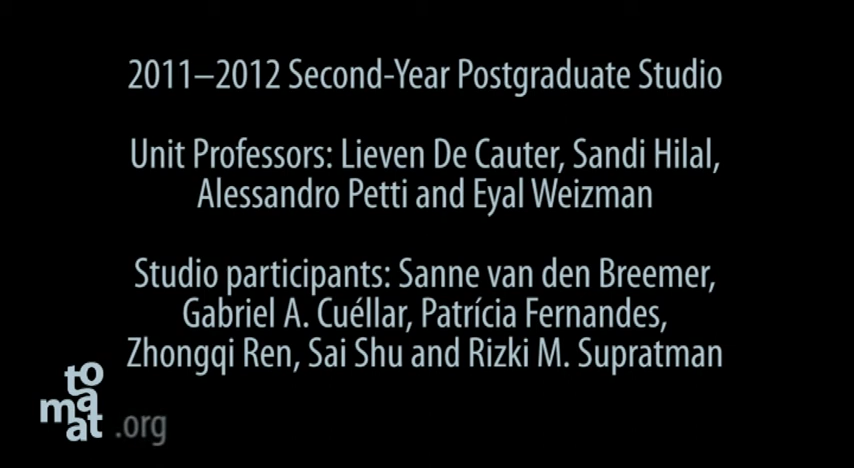 2011–2012 Second-Year Postgraduate Studio
Unit Professors: Lieven De Cauter, Sandi Hilal,
Alessandro Petti and Eyal Weizman
Studio participants: Sanne van den Breemer,
Gabriel A. Cuéllar, Patrícia Fernandes,
Zhongqi Ren, Sai Shu and Rizki M. Supratman
to
ma
at .org